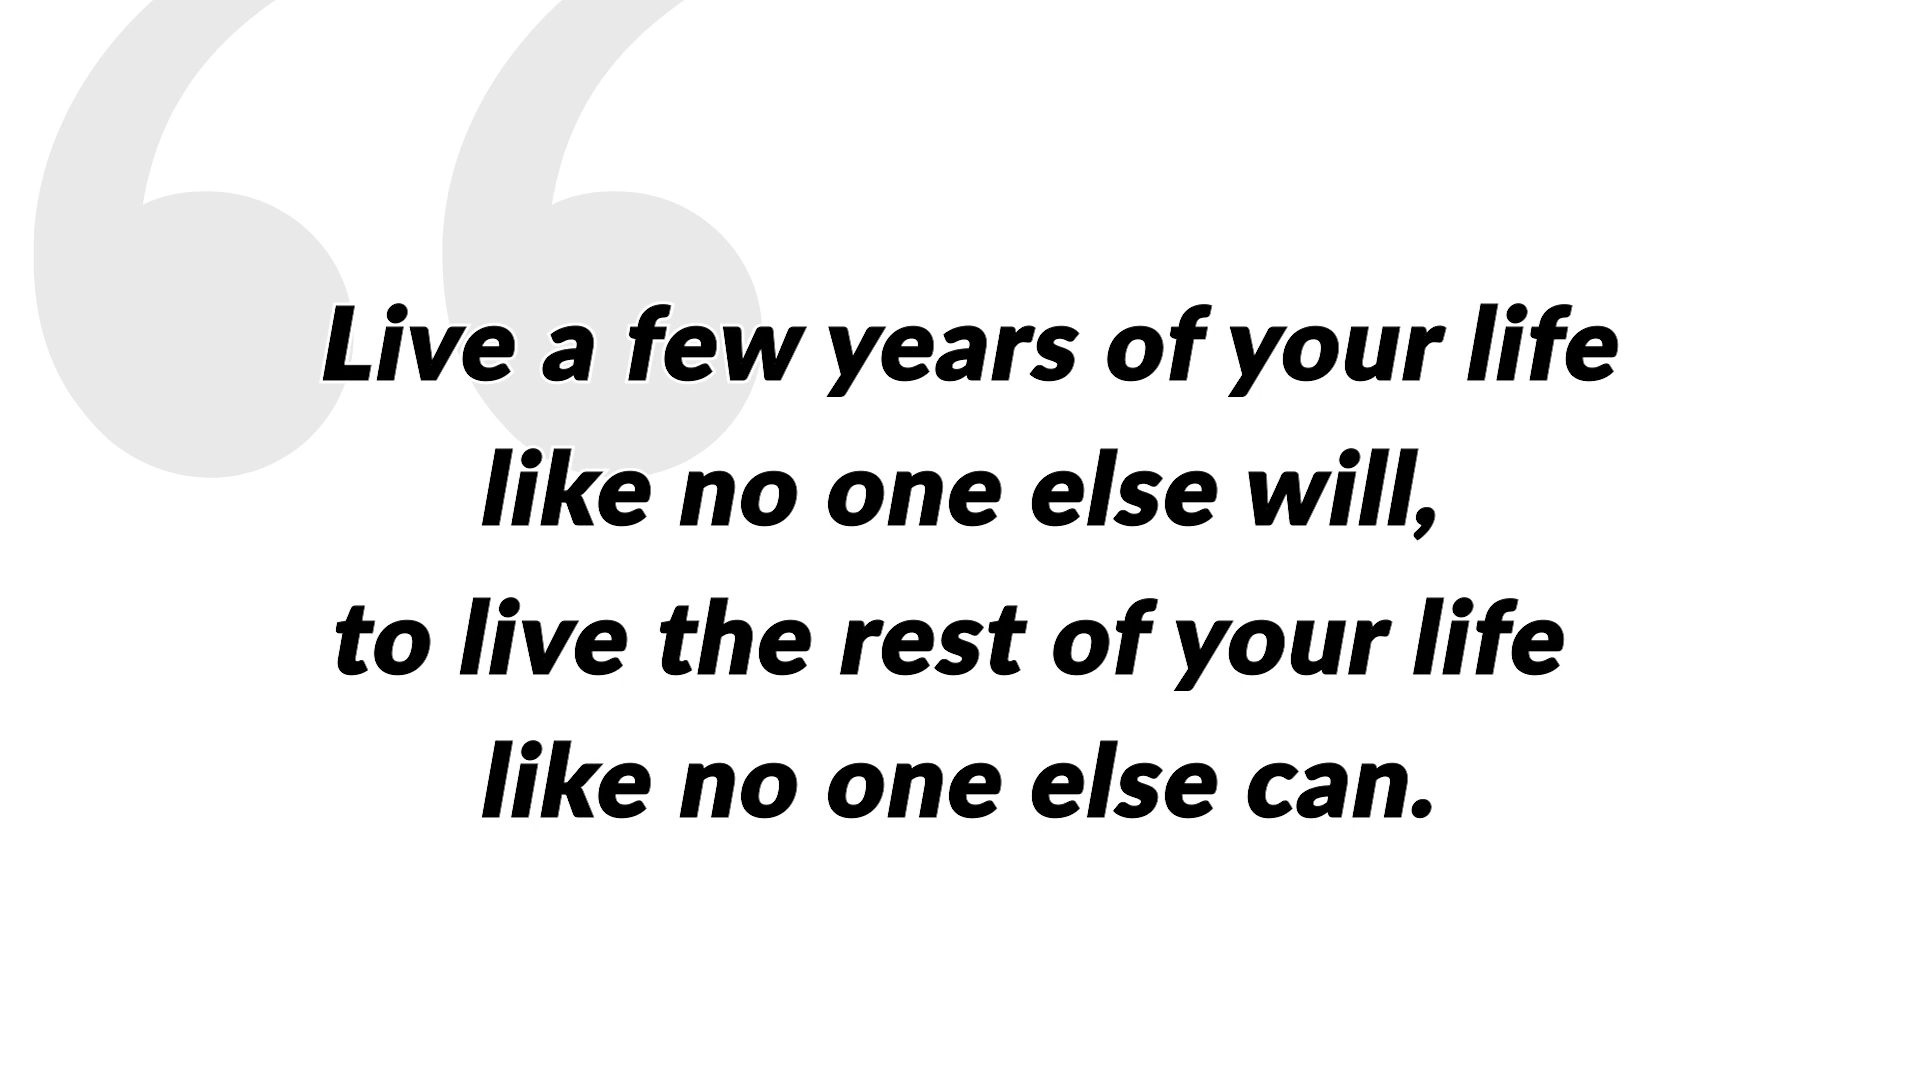 Live a few years of your life
like no one else will,
to live the rest of your life
like no one else can.